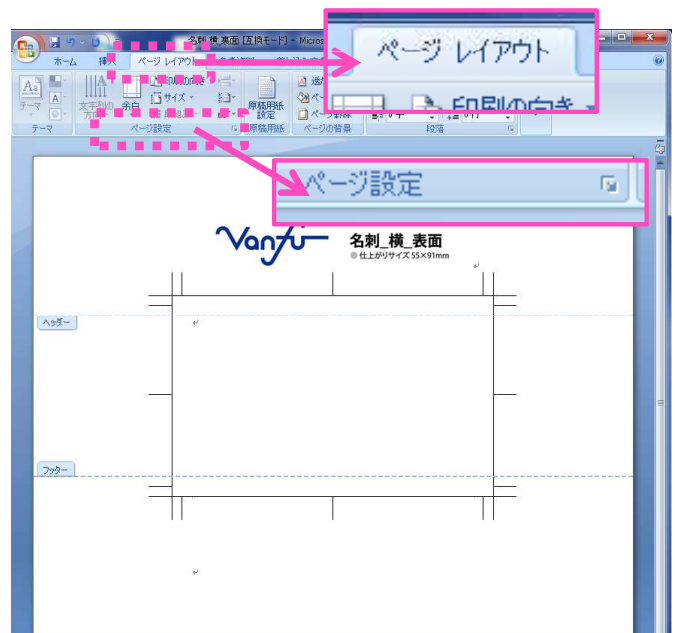 名刺_横_裏面 [互換モード] - Micros
ページ レイアウト
ホーム 挿入 ページ レイアウト
印刷の向き
テーマ
文字列の
方向
余白
サイズ
原稿用紙
設定
テーマ
ページ設定
原稿用紙
ページの背景
段落
ページ設定
Vanfu
名刺_横_表面
仕上がりサイズ 55×91mm
ヘッダー
フッター